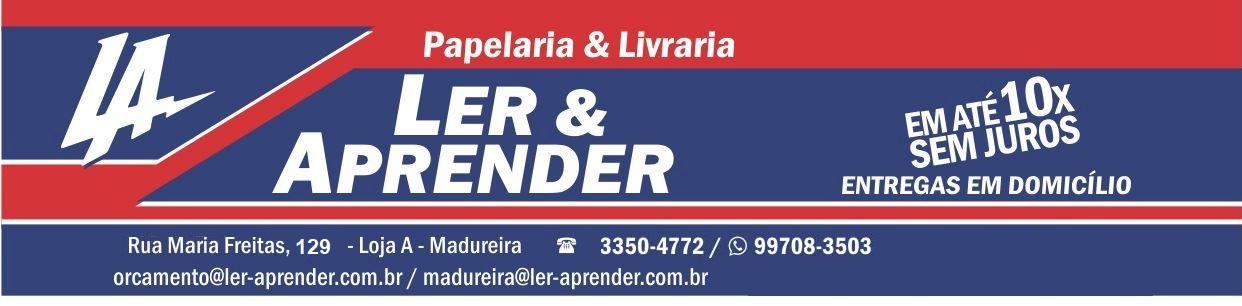 LA
Papelaria & Livraria
LER &
APRENDER
EM ATÉ 10X
SEM JUROS
ENTREGAS EM DOMICÍLIO
Rua Maria Freitas, 129 - Loja A - Madureira ☎ 3350-4772 / 99708-3503
orcamento@ler-aprender.com.br / madureira@ler-aprender.com.br